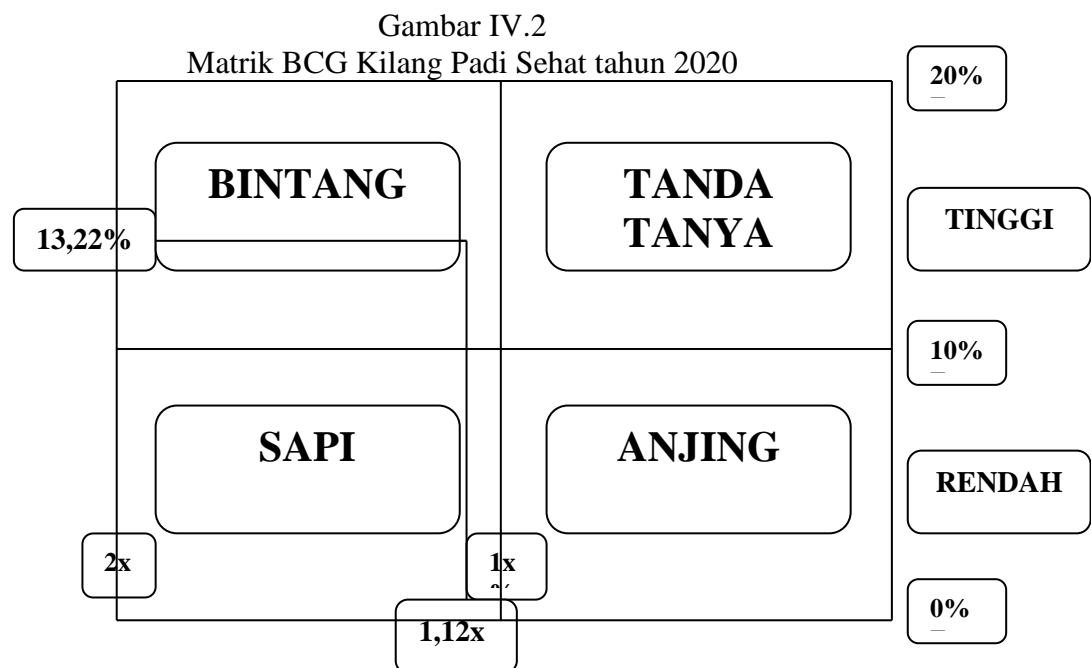 Gambar IV.2
Matrik BCG Kilang Padi Sehat tahun 2020
20%
BINTANG
TANDA
TANYA
TINGGI
13,22%
10%
SAPI
ANJING
RENDAH
2x
1x
0%
1,12x